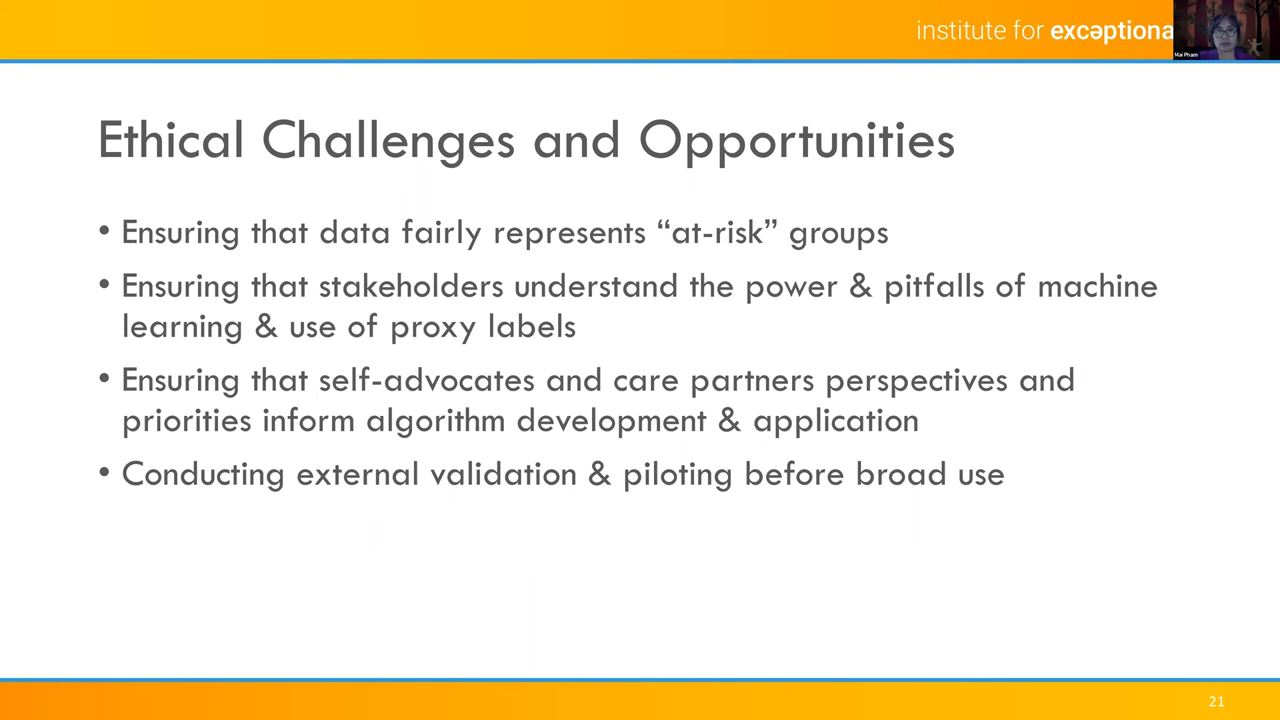 institute for excəptiona
Mai Pham
Ethical Challenges and Opportunities
• Ensuring that data fairly represents “at-risk” groups
• Ensuring that stakeholders understand the power & pitfalls of machine
learning & use of proxy labels
• Ensuring that self-advocates and care partners perspectives and
priorities inform algorithm development & application
• Conducting external validation & piloting before broad use
21